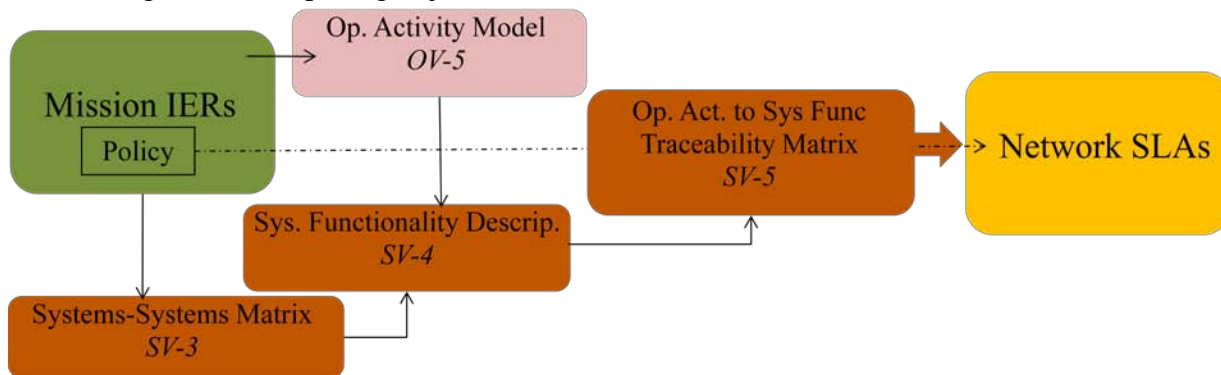 Op. Activity Model
OV-5
Mission IERs
Policy
Op. Act. to Sys Func
Traceability Matrix
SV-5
Network SLAs
Sys. Functionality Descrip.
SV-4
Systems-Systems Matrix
SV-3